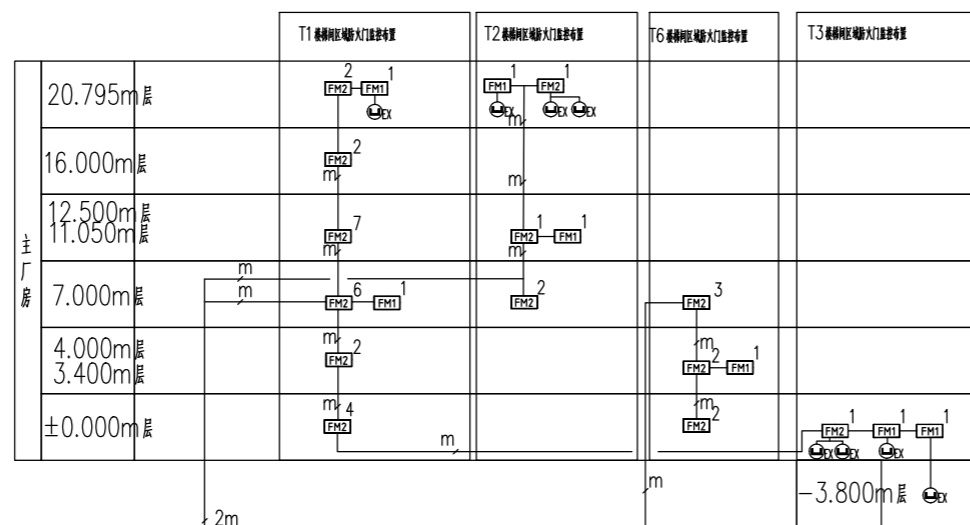 T1 楼梯间区域防火门监控布置
T2 楼梯间区域防火门监控布置
T6 楼梯间区域防火门监控布置
T3 楼梯间区域防火门监控布置
主厂房
20.795m层
2
FM2
1
FM1
EX
1
FM1
EX
1
FM2
EX
EX
m
16.000m层
2
FM2
m
m
12.500m层
11.050m层
7
FM2
m
1
FM2
1
FM1
m
7.000m层
m
m
6
FM2
1
FM1
2
FM2
3
FM2
4.000m层
3.400m层
m
2
FM2
m
2
FM2
1
FM1
±0.000m层
m
4
FM2
m
m
2
FM2
1
FM2
EX
EX
1
FM1
EX
1
FM1
-3.800m层
EX
2m
m